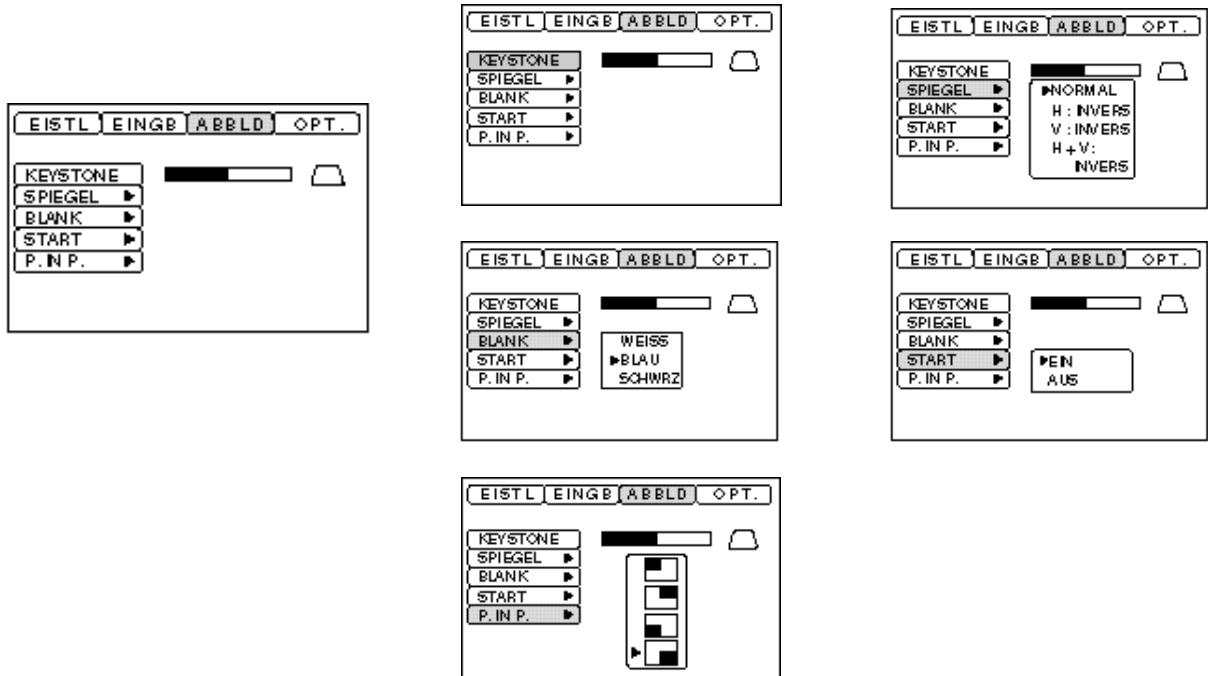 EISTL EINGB ABBLD OPT.
KEYSTONE
SPIEGEL
BLANK
START
P. IN P.
EISTL EINGB ABBLD OPT.
KEYSTONE
SPIEGEL
BLANK
START
P. IN P.
EISTL EINGB ABBLD OPT.
KEYSTONE
SPIEGEL NORMAL
BLANK H : INVERS
START V : INVERS
P. IN P. H + V :
INVERS
EISTL EINGB ABBLD OPT.
KEYSTONE
SPIEGEL
BLANK WEISS
START BLAU
P. IN P. SCHWRZ
EISTL EINGB ABBLD OPT.
KEYSTONE
SPIEGEL
BLANK
START EIN
P. IN P. AUS
EISTL EINGB ABBLD OPT.
KEYSTONE
SPIEGEL
BLANK
START
P. IN P.